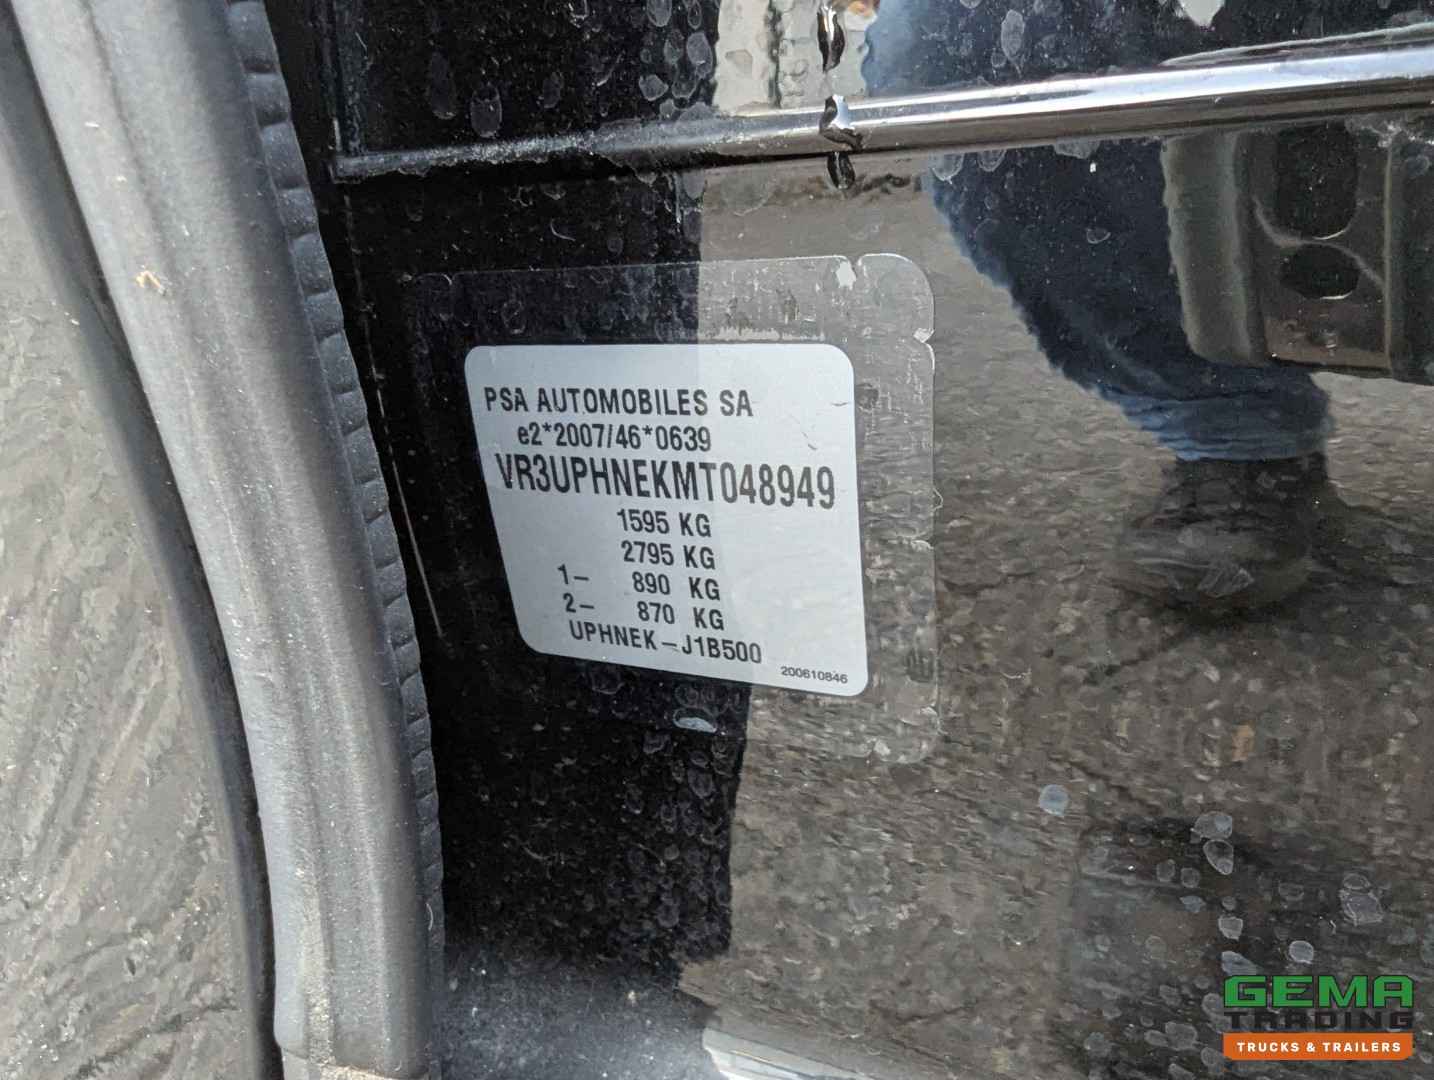 PSA AUTOMOBILES SA
e2*2007/46*0639
VR3UPHNEKMT048949
1595 KG
2795 KG
1- 890 KG
2- 870 KG
UPHNEK-J1B500
200610846
GEMA
TRADING
TRUCKS & TRAILERS